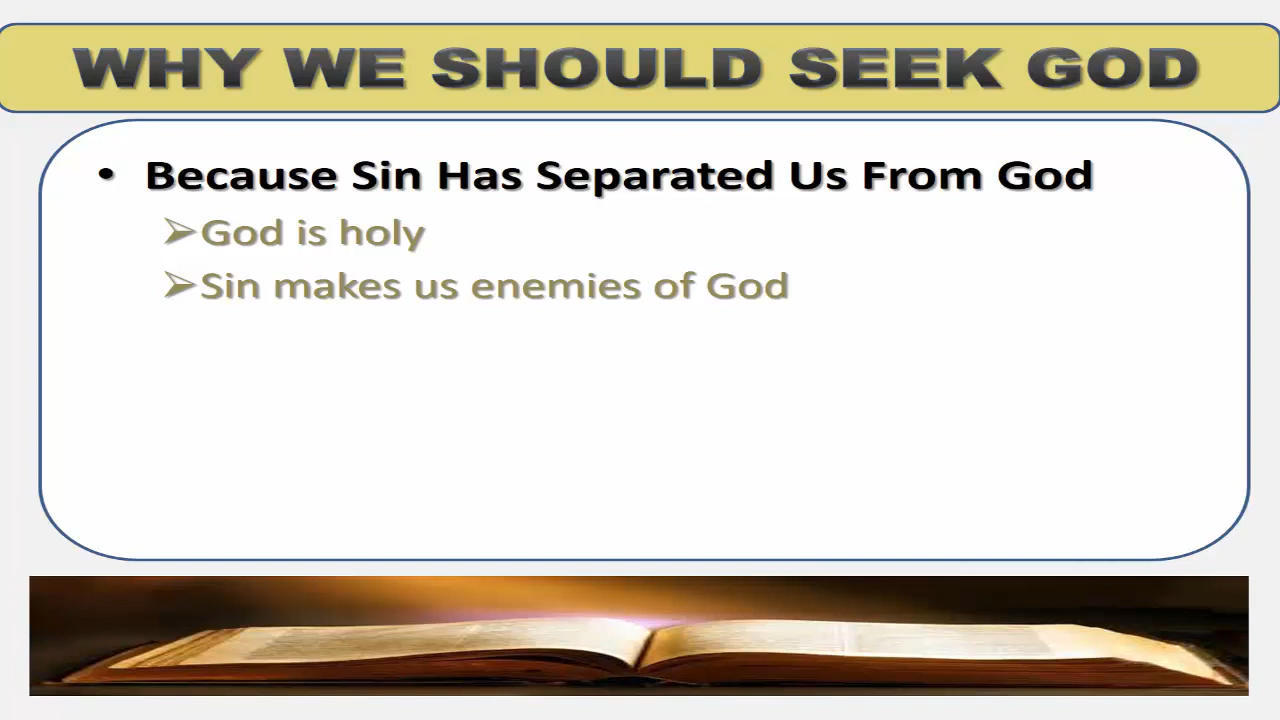 WHY WE SHOULD SEEK GOD
• Because Sin Has Separated Us From God
➢God is holy
➢Sin makes us enemies of God